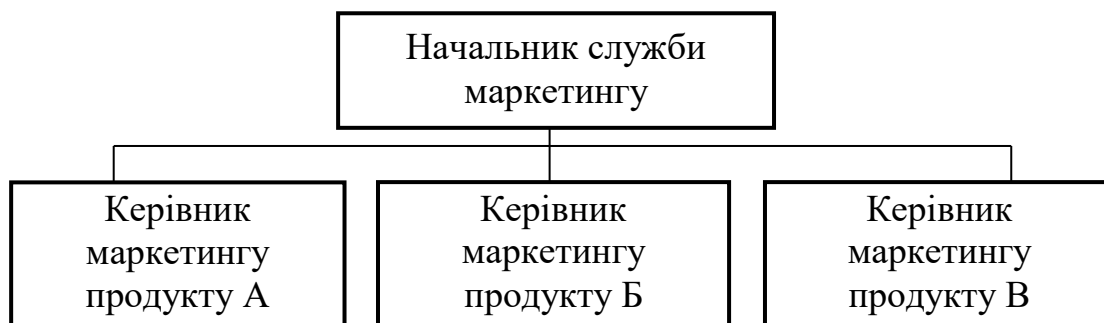 Начальник служби
маркетингу
Керівник
маркетингу
продукту А
Керівник
маркетингу
продукту Б
Керівник
маркетингу
продукту В